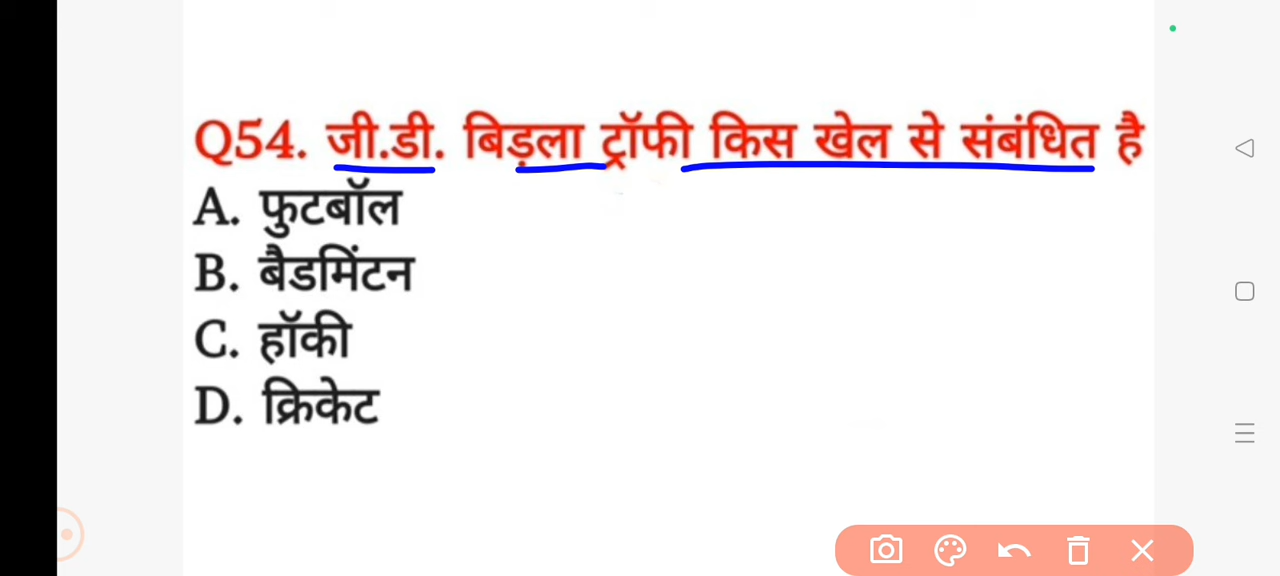 Q54. जी.डी. बिड़ला ट्रॉफी किस खेल से संबंधित है
A. फुटबॉल
B. बैडमिंटन
C. हॉकी
D. क्रिकेट